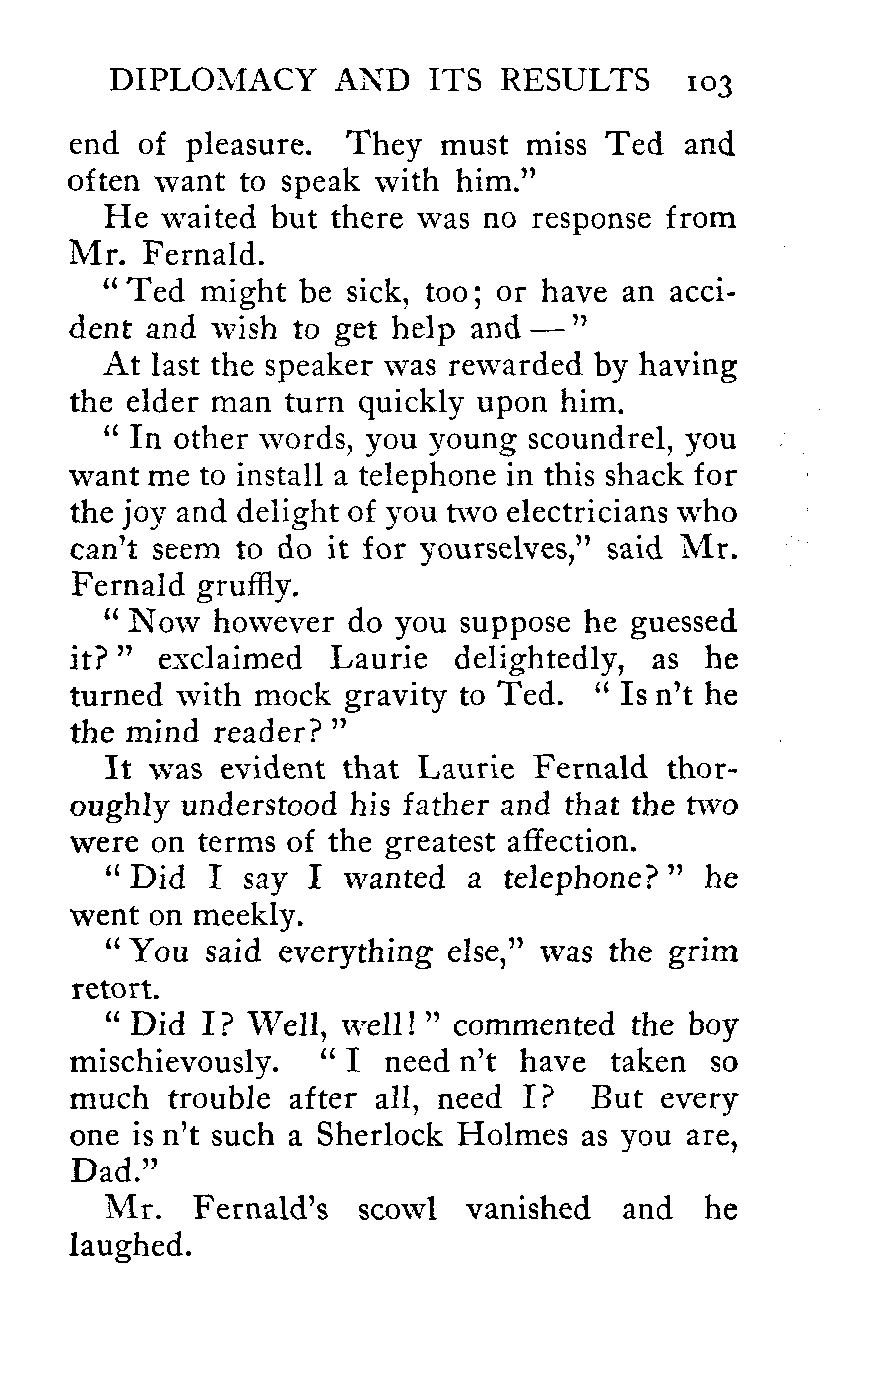 DIPLOMACY AND ITS RESULTS 103
end of pleasure. They must miss Ted and
often want to speak with him."
He waited but there was no response from
Mr. Fernald.
" Ted might be sick, too; or have an acci-
dent and wish to get help and — "
At last the speaker was rewarded by having
the elder man turn quickly upon him.
" In other words, you young scoundrel, you
want me to install a telephone in this shack for
the joy and delight of you two electricians who
can't seem to do it for yourselves," said Mr.
Fernald gruffly.
" Now however do you suppose he guessed
it? " exclaimed Laurie delightedly, as he
turned with mock gravity to Ted. " Is n't he
the mind reader? "
It was evident that Laurie Fernald thor-
oughly understood his father and that the two
were on terms of the greatest affection.
" Did I say I wanted a telephone? " he
went on meekly.
" You said everything else," was the grim
retort.
" Did I? Well, well! " commented the boy
mischievously. " I need n't have taken so
much trouble after all, need I? But every
one is n't such a Sherlock Holmes as you are,
Dad."
Mr. Fernald's scowl vanished and he
laughed.